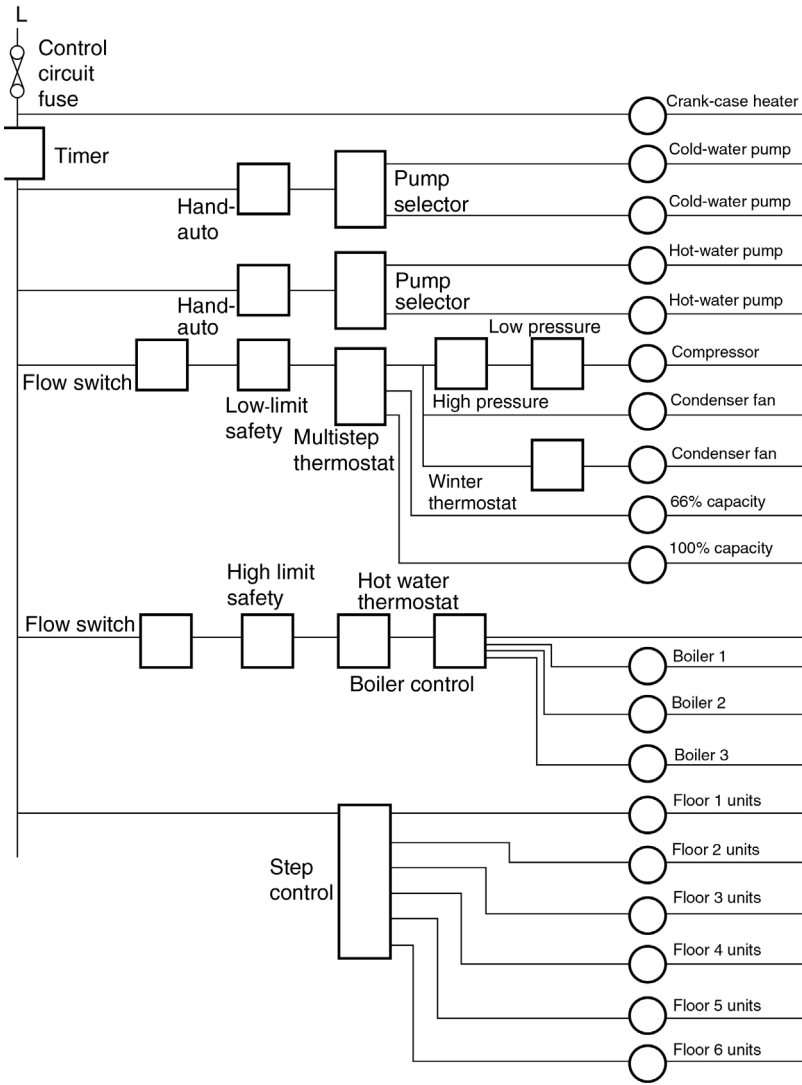 L
Control
circuit
fuse
Crank-case heater
Timer
Cold-water pump
Pump
selector
Hand-
auto
Cold-water pump
Hot-water pump
Pump
selector
Hand-
auto
Hot-water pump
Low pressure
Compressor
Flow switch
High pressure
Low-limit
safety
Condenser fan
Multistep
thermostat
Condenser fan
Winter
thermostat
66% capacity
100% capacity
High limit
safety
Hot water
thermostat
Flow switch
Boiler 1
Boiler control
Boiler 2
Boiler 3
Floor 1 units
Floor 2 units
Step
control
Floor 3 units
Floor 4 units
Floor 5 units
Floor 6 units